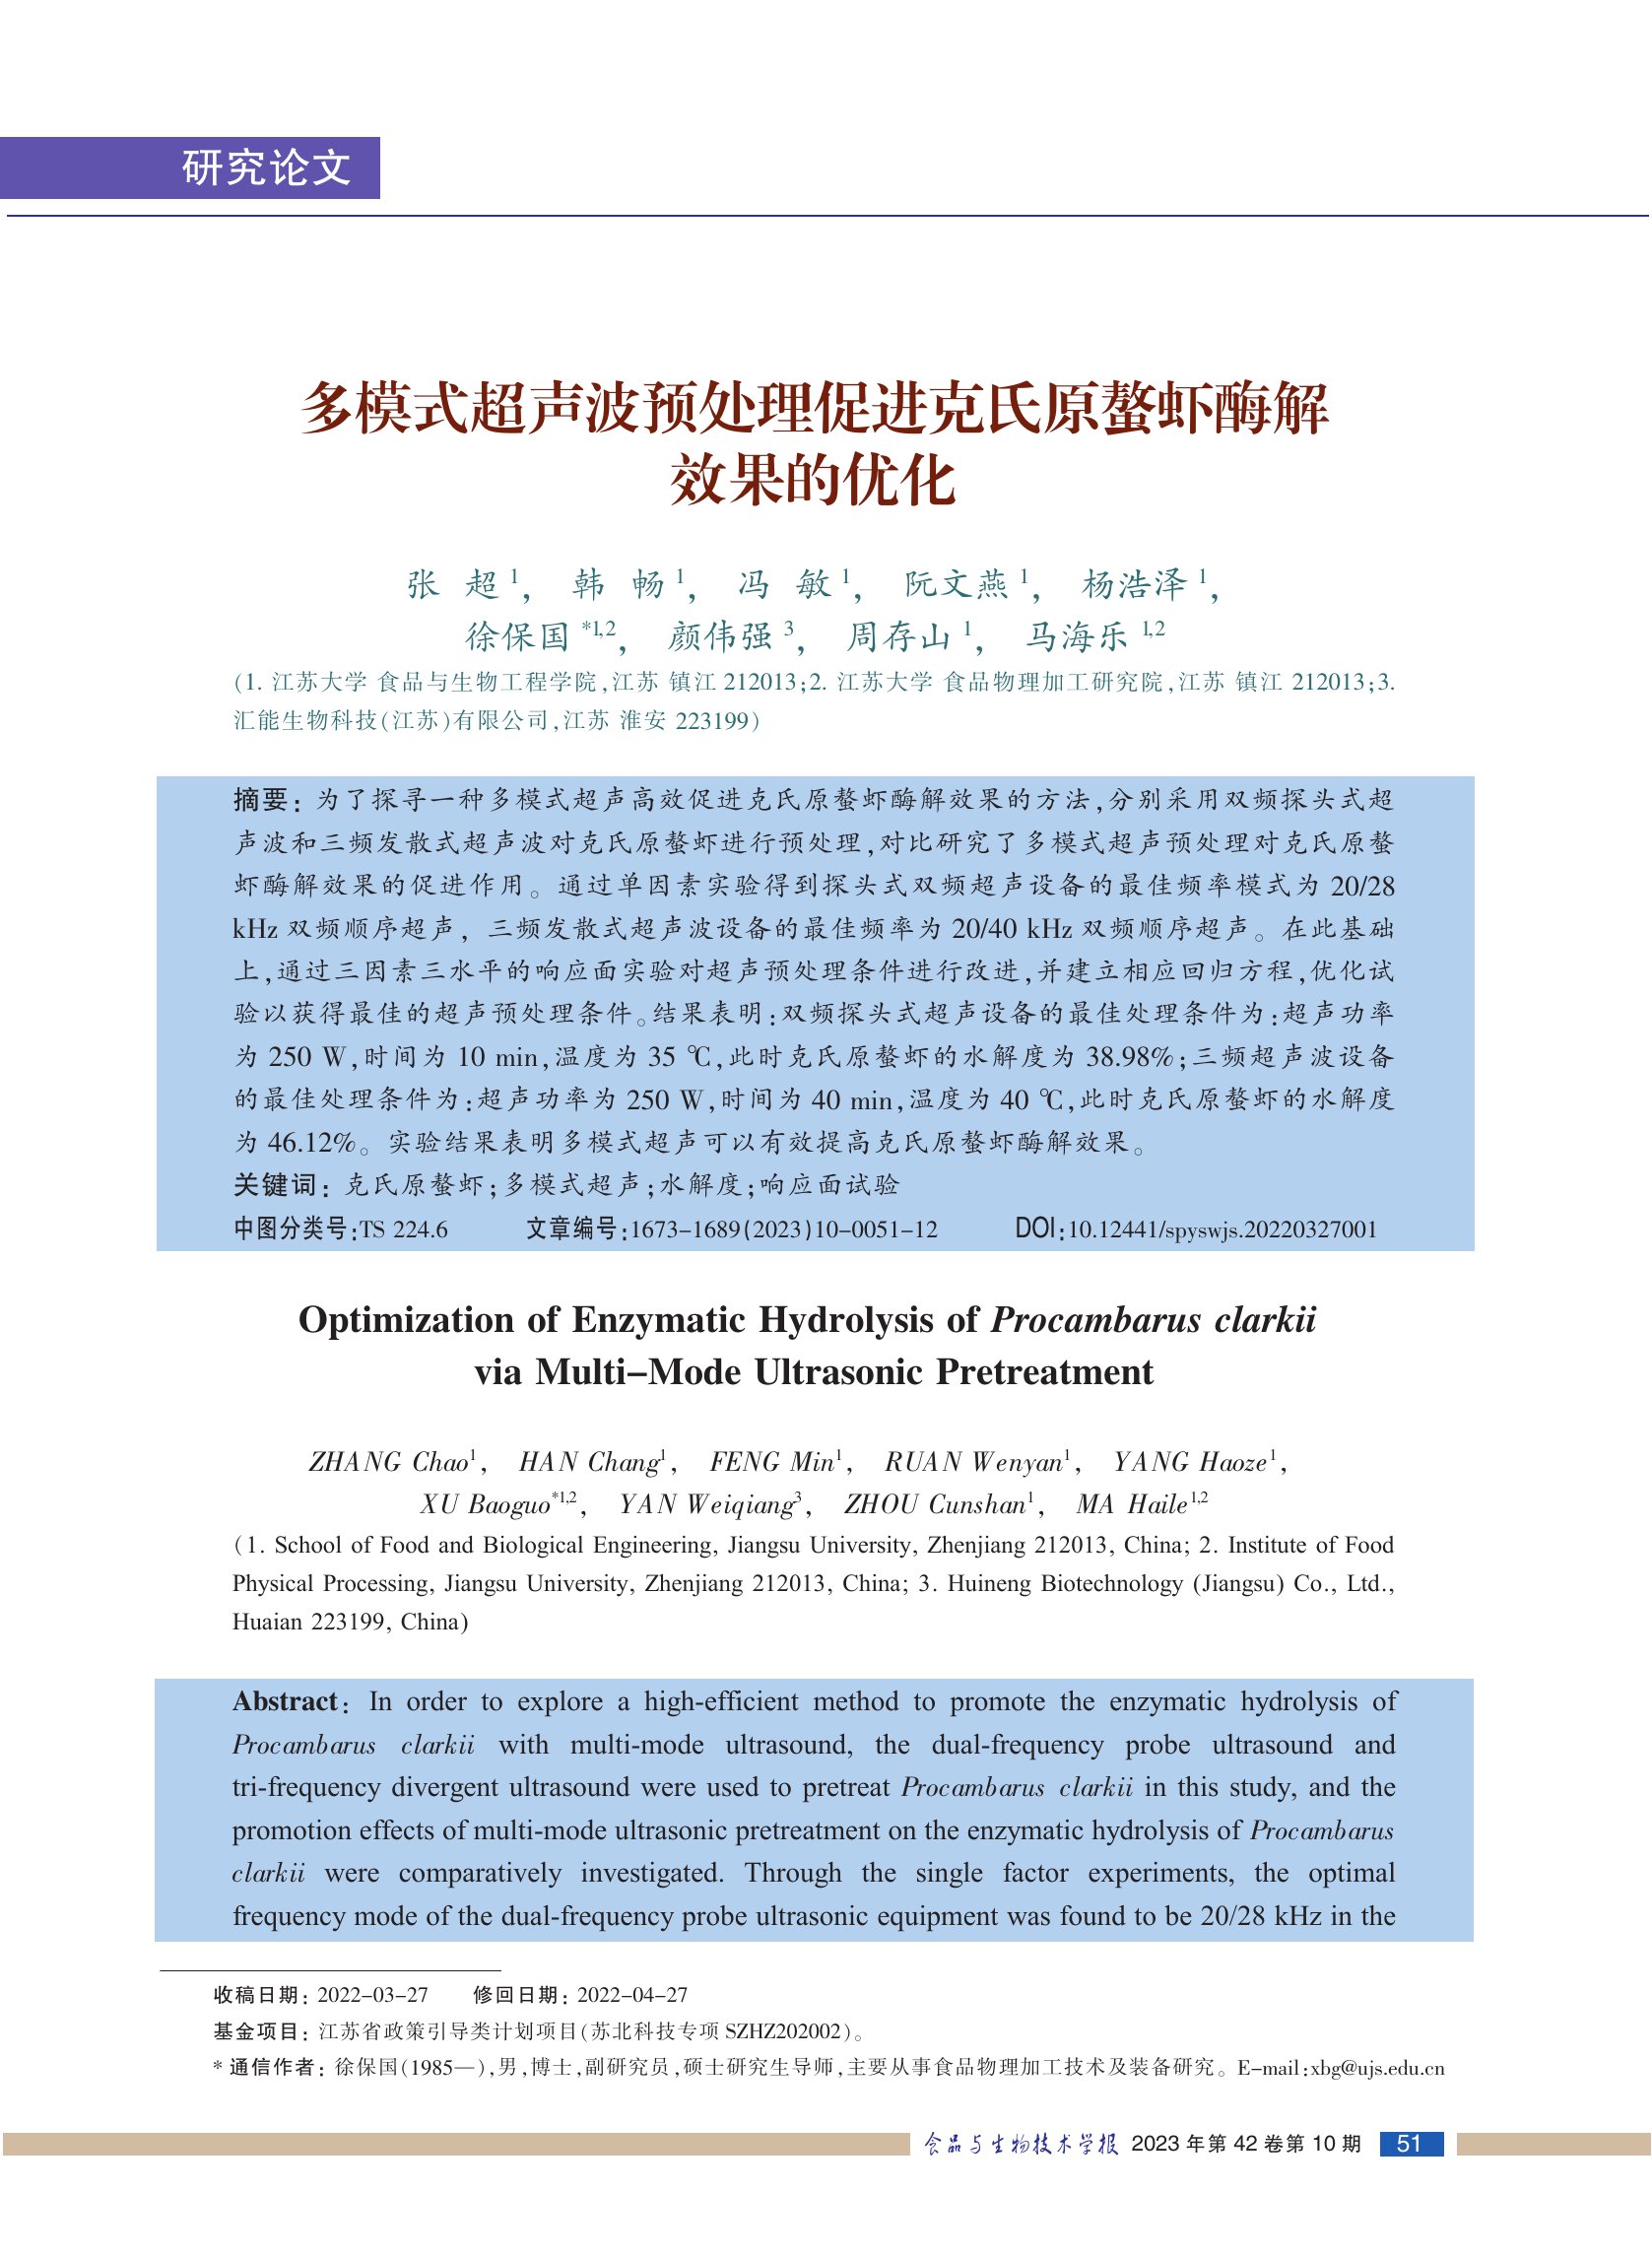 研究论文
多模式超声波预处理促进克氏原螯虾酶解
效果的优化
张 超 1, 韩 畅 1, 冯 敏 1, 阮文燕 1, 杨浩泽 1,
徐保国 *1,2, 颜伟强 3, 周存山 1, 马海乐 1,2
(1. 江苏大学 食品与生物工程学院,江苏 镇江 212013;2. 江苏大学 食品物理加工研究院,江苏 镇江 212013;3.
汇能生物科技(江苏)有限公司,江苏 淮安 223199)
摘要: 为了探寻一种多模式超声高效促进克氏原螯虾酶解效果的方法,分别采用双频探头式超
声波和三频发散式超声波对克氏原螯虾进行预处理,对比研究了多模式超声预处理对克氏原螯
虾酶解效果的促进作用。通过单因素实验得到探头式双频超声设备的最佳频率模式为 20/28
kHz 双频顺序超声, 三频发散式超声波设备的最佳频率为 20/40 kHz 双频顺序超声。在此基础
上,通过三因素三水平的响应面实验对超声预处理条件进行改进,并建立相应回归方程,优化试
验以获得最佳的超声预处理条件。结果表明:双频探头式超声设备的最佳处理条件为:超声功率
为 250 W,时间为 10 min,温度为 35 ℃,此时克氏原螯虾的水解度为 38.98%;三频超声波设备
的最佳处理条件为:超声功率为 250 W,时间为 40 min,温度为 40 ℃,此时克氏原螯虾的水解度
为 46.12%。实验结果表明多模式超声可以有效提高克氏原螯虾酶解效果。
关键词: 克氏原螯虾;多模式超声;水解度;响应面试验
中图分类号:TS 224.6 文章编号:1673-1689(2023)10-0051-12 DOI:10.12441/spyswjs.20220327001
Optimization of Enzymatic Hydrolysis of Procambarus clarkii
via Multi-Mode Ultrasonic Pretreatment
ZHANG Chao1, HAN Chang1, FENG Min1, RUAN Wenyan1, YANG Haoze1,
XU Baoguo*1,2, YAN Weiqiang3, ZHOU Cunshan1, MA Haile1,2
(1. School of Food and Biological Engineering, Jiangsu University, Zhenjiang 212013, China; 2. Institute of Food
Physical Processing, Jiangsu University, Zhenjiang 212013, China; 3. Huineng Biotechnology (Jiangsu) Co., Ltd.,
Huaian 223199, China)
Abstract: In order to explore a high-efficient method to promote the enzymatic hydrolysis of
Procambarus clarkii with multi-mode ultrasound, the dual-frequency probe ultrasound and
tri-frequency divergent ultrasound were used to pretreat Procambarus clarkii in this study, and the
promotion effects of multi-mode ultrasonic pretreatment on the enzymatic hydrolysis of Procambarus
clarkii were comparatively investigated. Through the single factor experiments, the optimal
frequency mode of the dual-frequency probe ultrasonic equipment was found to be 20/28 kHz in the
收稿日期: 2022-03-27 修回日期: 2022-04-27
基金项目: 江苏省政策引导类计划项目(苏北科技专项 SZHZ202002)。
* 通信作者: 徐保国(1985—),男,博士,副研究员,硕士研究生导师,主要从事食品物理加工技术及装备研究。E-mail:xbg@ujs.edu.cn
食品与生物技术学报 2023 年第 42 卷第 10 期 51